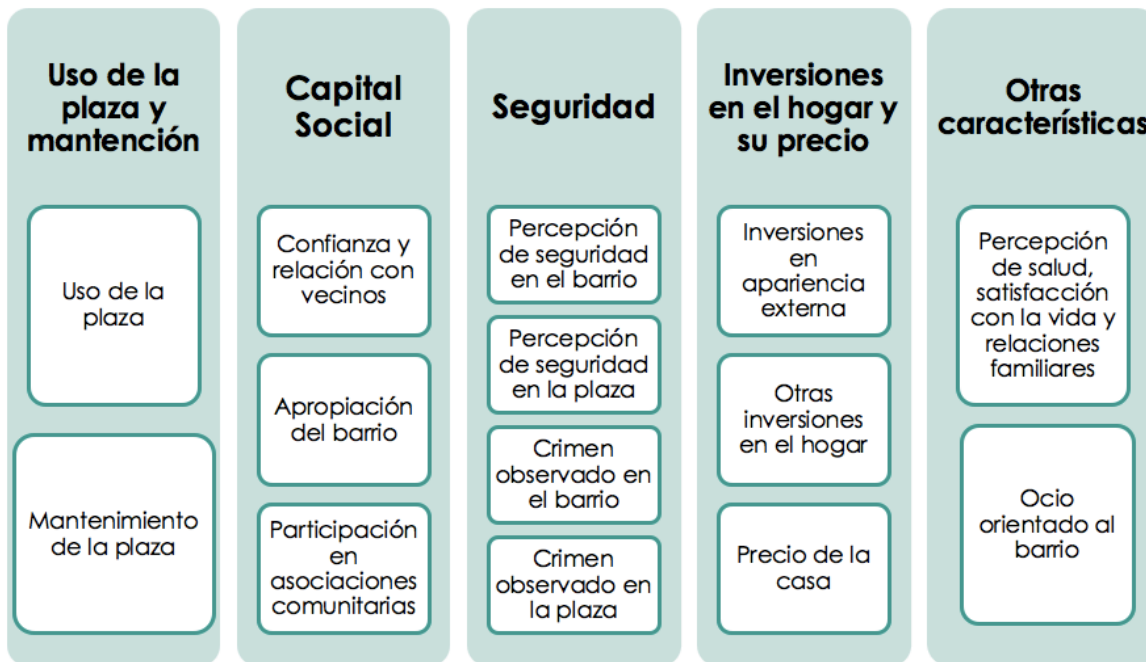 Uso de la
plaza y
mantención
Uso de la
plaza
Mantenimiento
de la plaza
Capital
Social
Confianza y
relación con
vecinos
Apropiación
del barrio
Participación
en
asociaciones
comunitarias
Seguridad
Percepción
de seguridad
en el barrio
Percepción
de seguridad
en la plaza
Crimen
observado en
el barrio
Crimen
observado en
la plaza
Inversiones
en el hogar y
su precio
Inversiones
en
apariencia
externa
Otras
inversiones
en el hogar
Precio de la
casa
Otras
características
Percepción
de salud,
satisfacción
con la vida y
relaciones
familiares
Ocio
orientado al
barrio